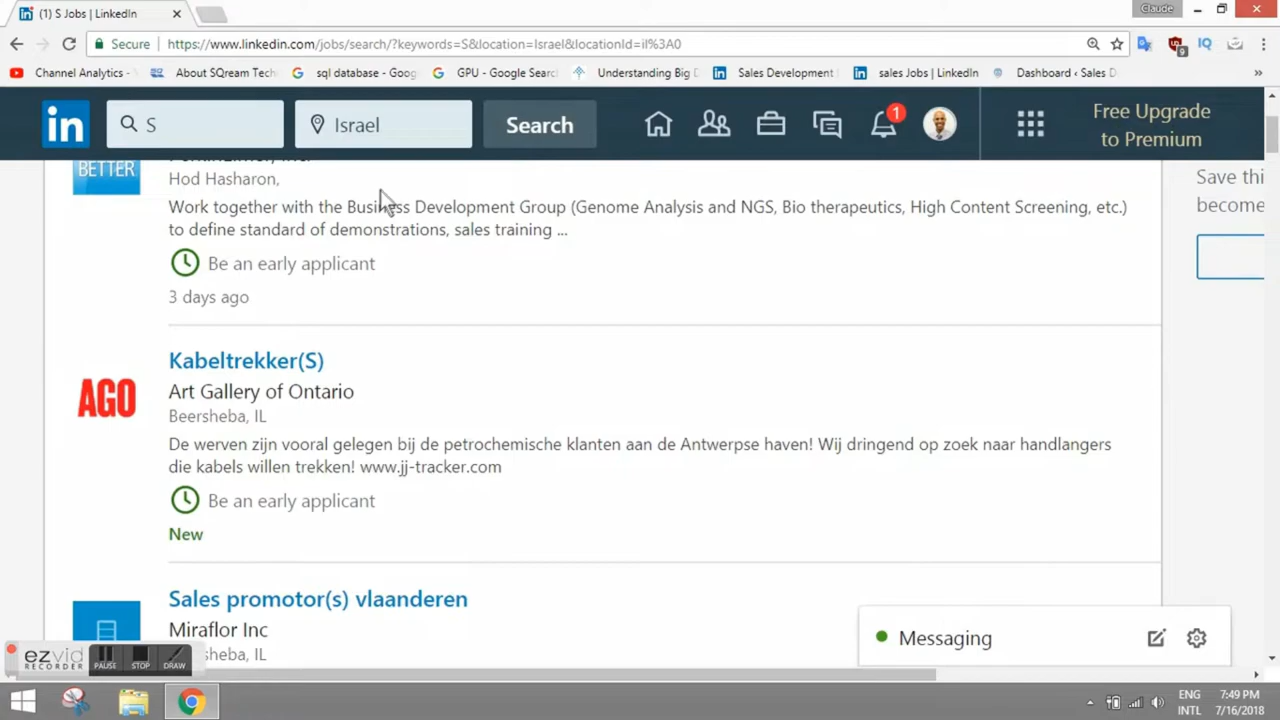 (1) S Jobs | LinkedIn
Claude
Secure
https://www.linkedin.com/jobs/search/?keywords=S&location=Israel&locationId=il%3A0
9
IQ
Channel Analytics -
About SQream Tech
sql database - Goog
GPU - Google Searc
Understanding Big D
Sales Development
sales Jobs | LinkedIn
Dashboard ‹ Sales D
»
in
S
Israel
Search
1
Free Upgrade
to Premium
BETTER
Hod Hasharon,
Work together with the Business Development Group (Genome Analysis and NGS, Bio therapeutics, High Content Screening, etc.)
to define standard of demonstrations, sales training ...
Be an early applicant
3 days ago
Save thi
become
Kabeltrekker(S)
AGO
Art Gallery of Ontario
Beersheba, IL
De werven zijn vooral gelegen bij de petrochemische klanten aan de Antwerpse haven! Wij dringend op zoek naar handlangers
die kabels willen trekken! www.jj-tracker.com
Be an early applicant
New
Sales promotor(s) vlaanderen
Miraflor Inc
sheba, IL
Messaging
ezvid
RECORDER
PAUSE
STOP
DRAW
ENG
INTL
7:49 PM
7/16/2018